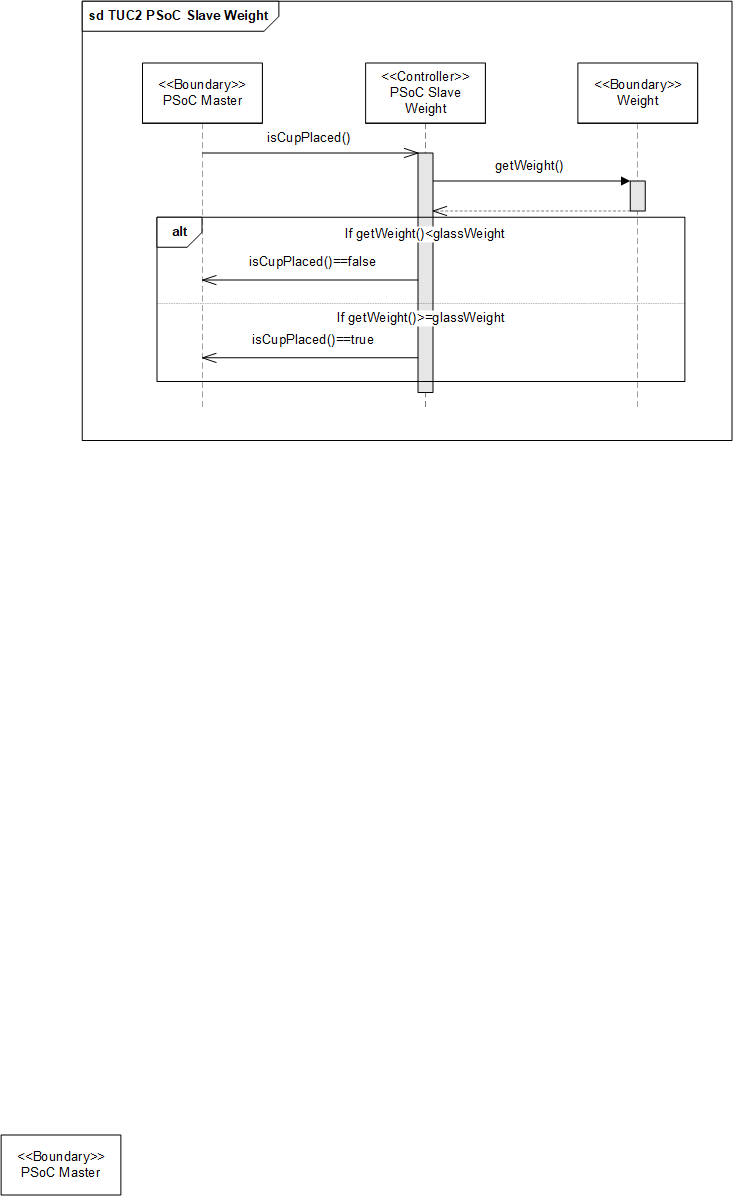 sd TUC2 PSoC Slave Weight
<<Boundary>>
PSoC Master
<<Controller>>
PSoC Slave
Weight
<<Boundary>>
Weight
isCupPlaced()
getWeight()
alt
If getWeight()<glassWeight
isCupPlaced()==false
If getWeight()>=glassWeight
isCupPlaced()==true
<<Boundary>>
PSoC Master